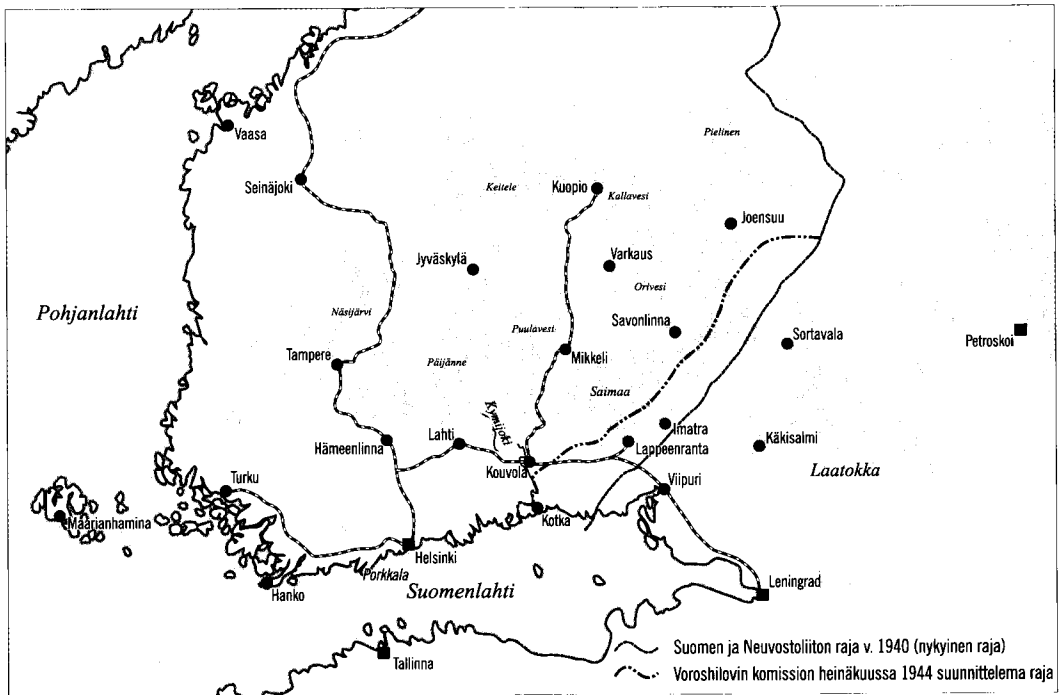 Vaasa
Pielinen
Seinäjoki
Keitele
Kuopio
Kallavesi
Joensuu
Jyväskylä
Varkaus
Orivesi
Pohjanlahti
Näsijärvi
Puulavesi
Savonlinna
Sortavala
Petroskoi
Tampere
Päijänne
Mikkeli
Saimaa
Kymijoki
Imatra
Hämeenlinna
Lahti
Lappeenranta
Käkisalmi
Kouvola
Laatokka
Viipuri
Turku
Maarianhamina
Kotka
Helsinki
Porkkala
Hanko
Suomenlahti
Leningrad
Tallinna
Suomen ja Neuvostoliiton raja v. 1940 (nykyinen raja)
Voroshilovin komission heinäkuussa 1944 suunnittelema raja